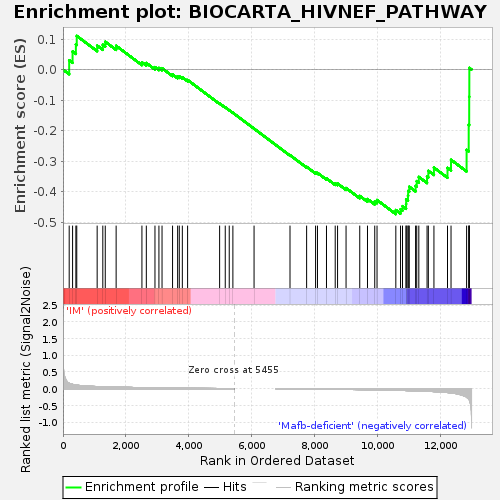 Enrichment plot: BIOCARTA_HIVNEF_PATHWAY
Enrichment score (ES)
0.1
0.0
-0.1
-0.2
-0.3
-0.4
-0.5
'IM' (positively correlated)
Ranked list metric (Signal2Noise)
2.5
2.0
1.5
1.0
0.5
0.0
-0.5
-1.0
Zero cross at 5455
'Mafb-deficient' (negatively correlated)
0
2,000
4,000
6,000
8,000
10,000
12,000
Rank in Ordered Dataset
Enrichment profile
Hits
Ranking metric scores